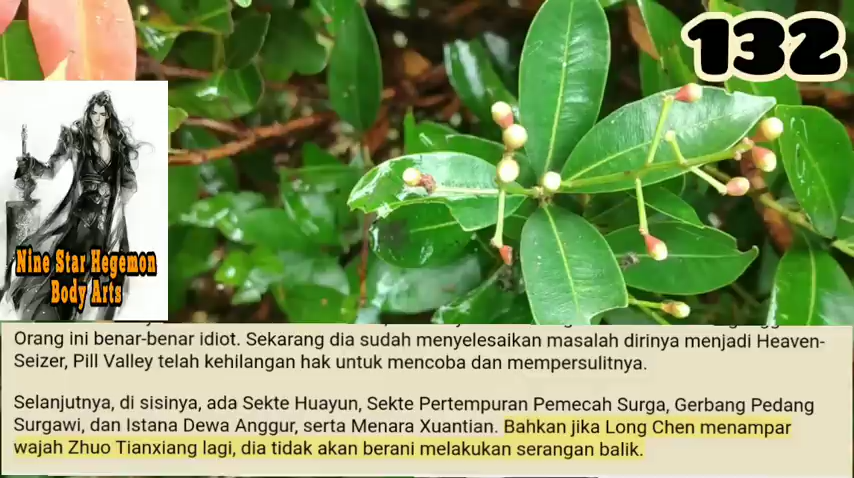 132
Nine Star Hegemon
Body Arts
Orang ini benar-benar idiot. Sekarang dia sudah menyelesaikan masalah dirinya menjadi Heaven-
Seizer, Pill Valley telah kehilangan hak untuk mencoba dan mempersulitnya.
Selanjutnya, di sisinya, ada Sekte Huayun, Sekte Pertempuran Pemecah Surga, Gerbang Pedang
Surgawi, dan Istana Dewa Anggur, serta Menara Xuantian. Bahkan jika Long Chen menampar
wajah Zhuo Tianxiang lagi, dia tidak akan berani melakukan serangan balik.